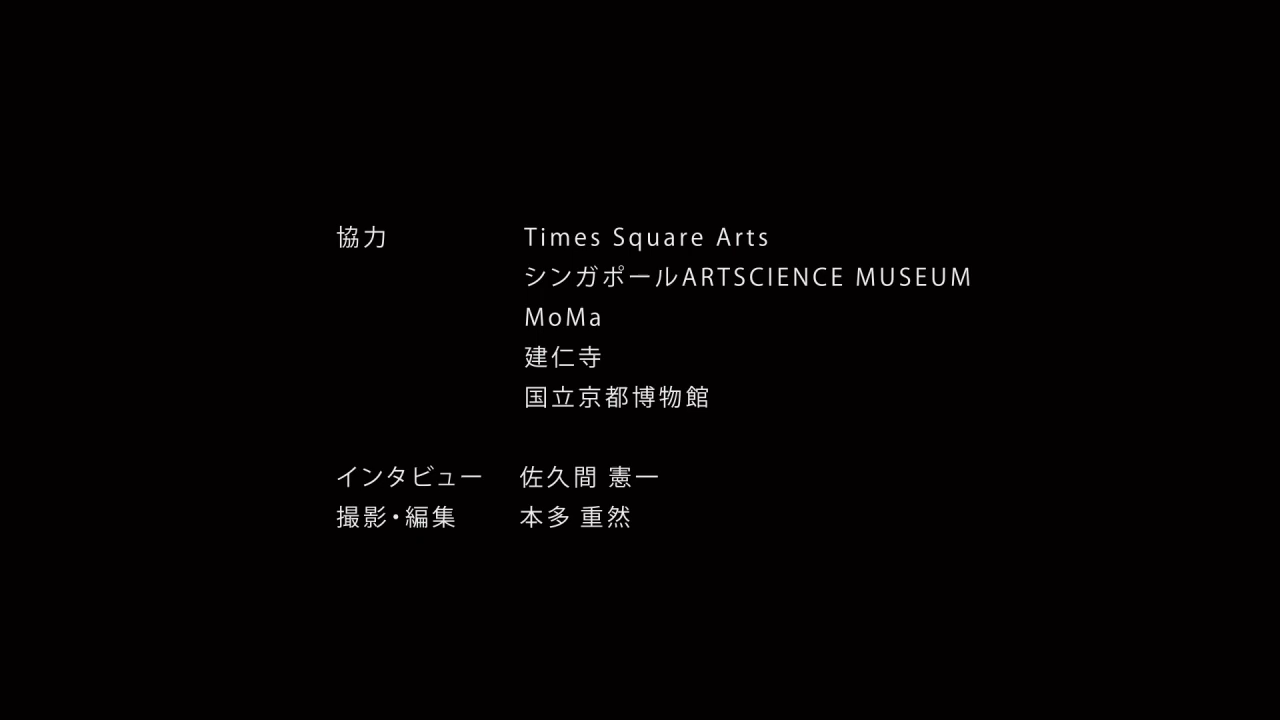 協力 Times Square Arts
シンガポールARTSCIENCE MUSEUM
MoMa
建仁寺
国立京都博物館
インタビュー 佐久間 憲一
撮影・編集 本多 重然